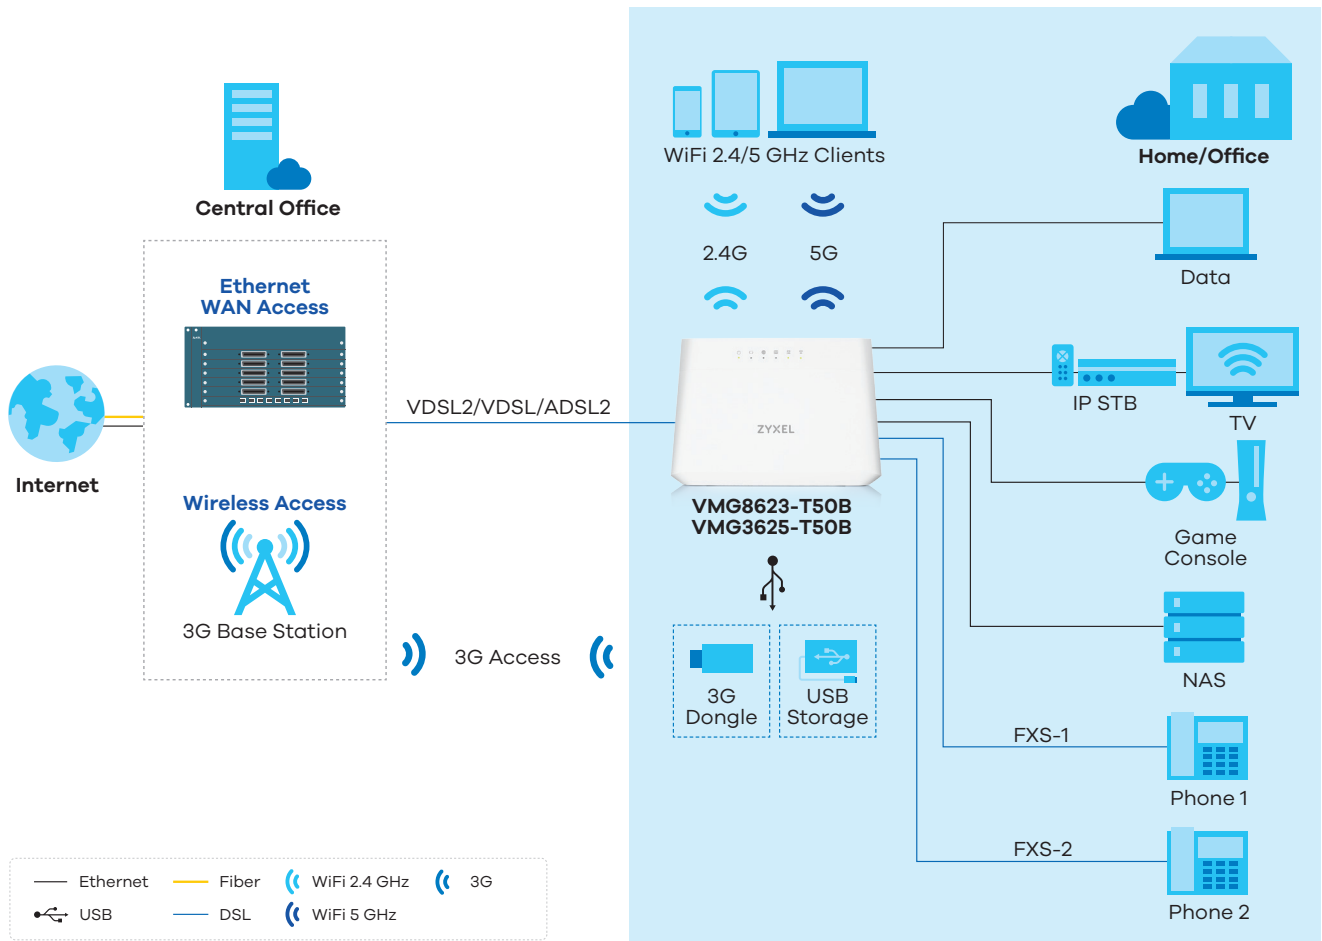 Central Office
Ethernet
WAN Access
Internet
Wireless Access
3G Base Station
VDSL2/VDSL/ADSL2
3G Access
WiFi 2.4/5 GHz Clients
2.4G
5G
ZYXEL
VMG8623-T50B
VMG3625-T50B
3G
Dongle
USB
Storage
Home/Office
Data
IP STB
TV
Game
Console
NAS
FXS-1
Phone 1
FXS-2
Phone 2
Ethernet
Fiber
WiFi 2.4 GHz
3G
USB
DSL
WiFi 5 GHz